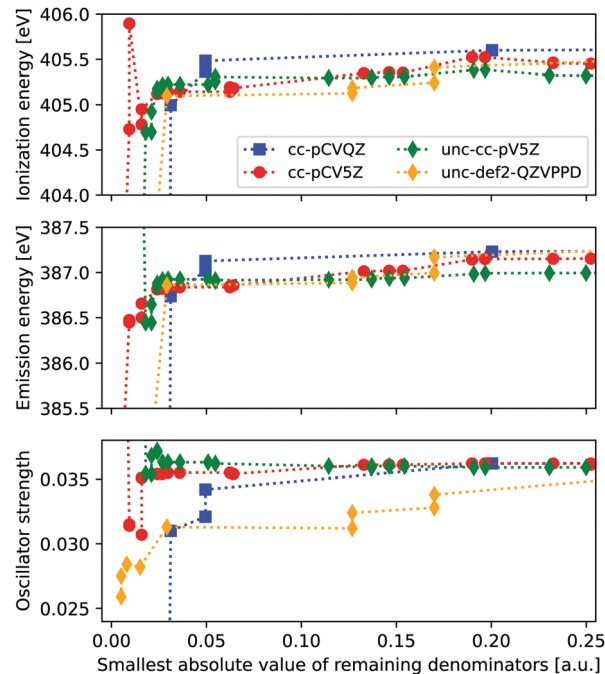 Ionization energy [eV]
406.0
405.5
405.0
404.5
404.0
cc-pCVQZ
cc-pCV5Z
unc-cc-pV5Z
unc-def2-QZVPPD
Emission energy [eV]
387.5
387.0
386.5
386.0
385.5
Oscillator strength
0.035
0.030
0.025
0.00 0.05 0.10 0.15 0.20 0.25
Smallest absolute value of remaining denominators [a.u.]